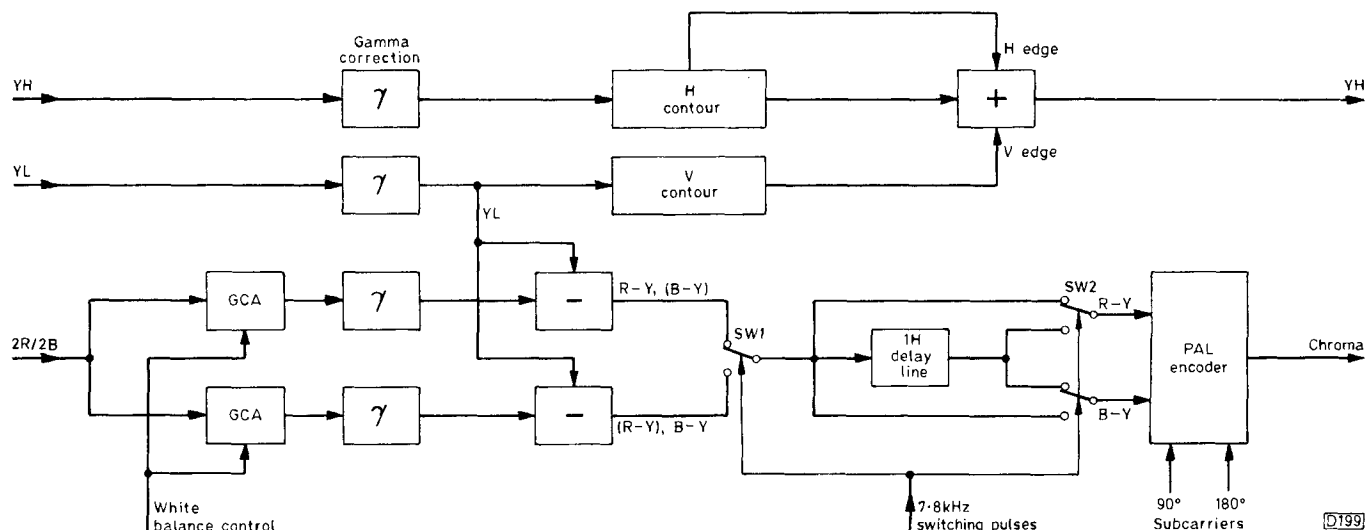 Gamma
correction
H edge
YH
γ
H
contour
+
YH
V edge
YL
γ
V
contour
YL
GCA
γ
−
R-Y, (B-Y)
SW1
SW2
R-Y
2R/2B
1H
delay
line
PAL
encoder
Chroma
GCA
γ
−
(R-Y), B-Y
B-Y
White
balance control
7·8kHz
switching pulses
90°
180°
Subcarriers
D199